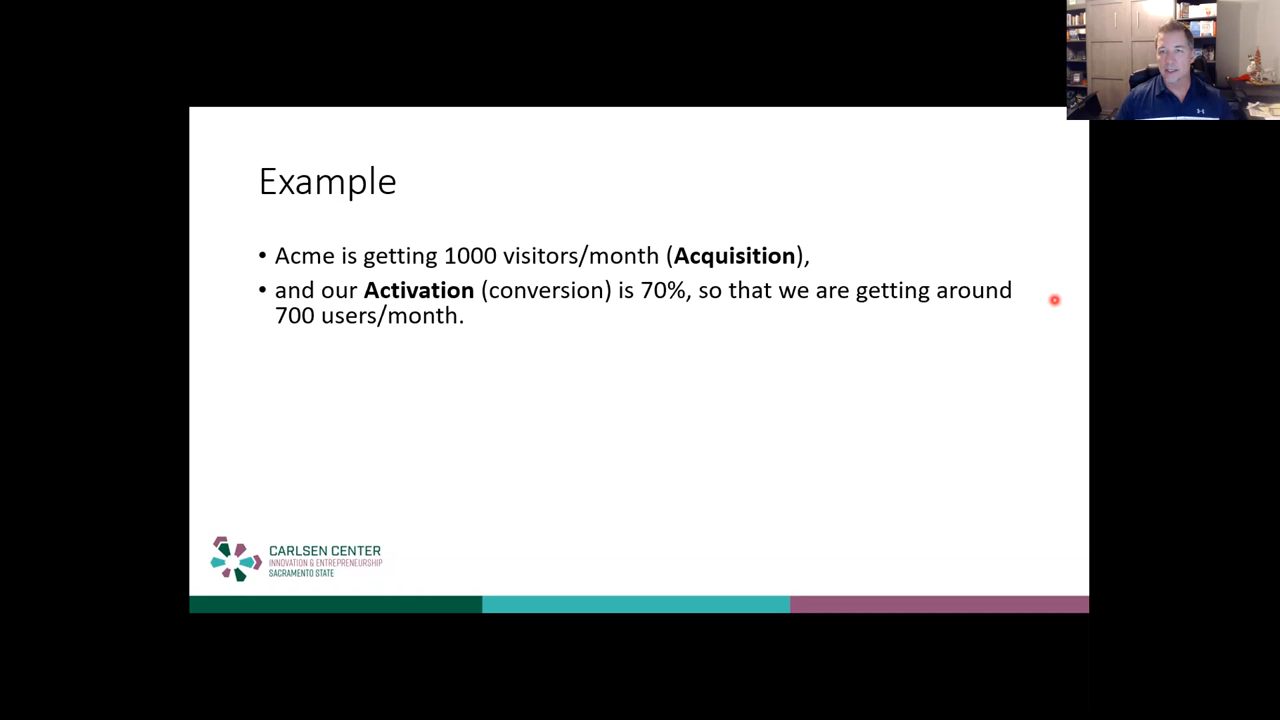 Example
• Acme is getting 1000 visitors/month (Acquisition),
• and our Activation (conversion) is 70%, so that we are getting around
700 users/month.
CARLSEN CENTER
INNOVATION & ENTREPRENEURSHIP
SACRAMENTO STATE